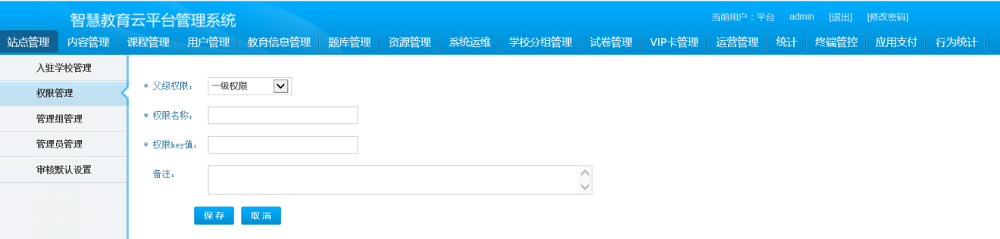 智慧教育云平台管理系统
当前用户：平台 admin [退出] [修改密码]
站点管理 内容管理 课程管理 用户管理 教育信息管理 题库管理 资源管理 系统运维 学校分组管理 试卷管理 VIP卡管理 运营管理 统计 终端管控 应用支付 行为统计
入驻学校管理
权限管理
管理组管理
管理员管理
审核默认设置
* 父级权限： 一级权限
* 权限名称：
* 权限key值：
备注：
保存 取消